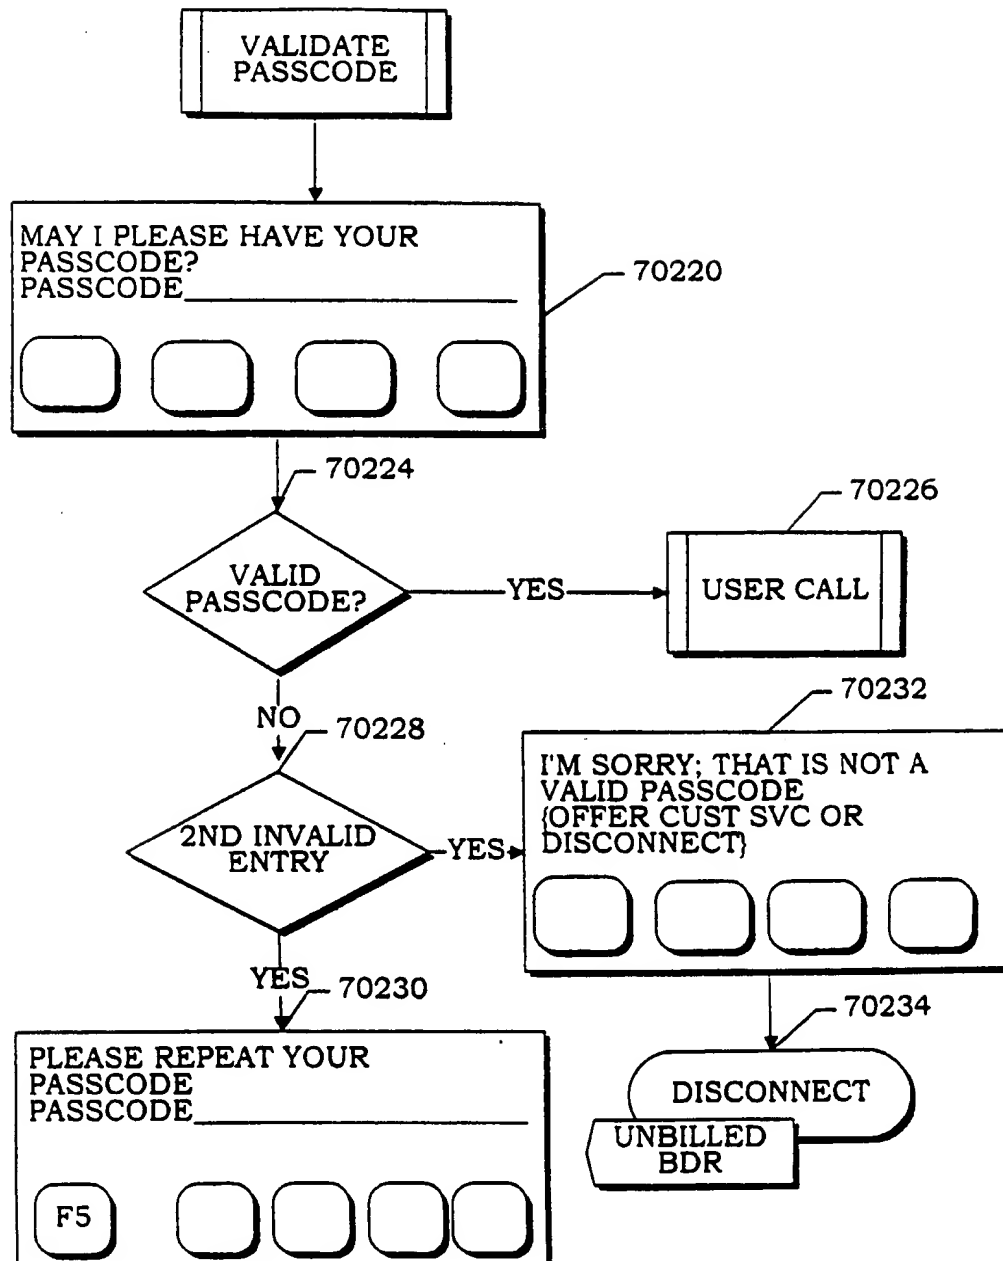 VALIDATE
PASSCODE
MAY I PLEASE HAVE YOUR
PASSCODE?
PASSCODE
70220
70224
VALID
PASSCODE?
YES
70226
USER CALL
NO
70228
2ND INVALID
ENTRY
YES
70232
I'M SORRY; THAT IS NOT A
VALID PASSCODE
{OFFER CUST SVC OR
DISCONNECT}
YES
70230
PLEASE REPEAT YOUR
PASSCODE
PASSCODE
F5
70234
DISCONNECT
UNBILLED
BDR